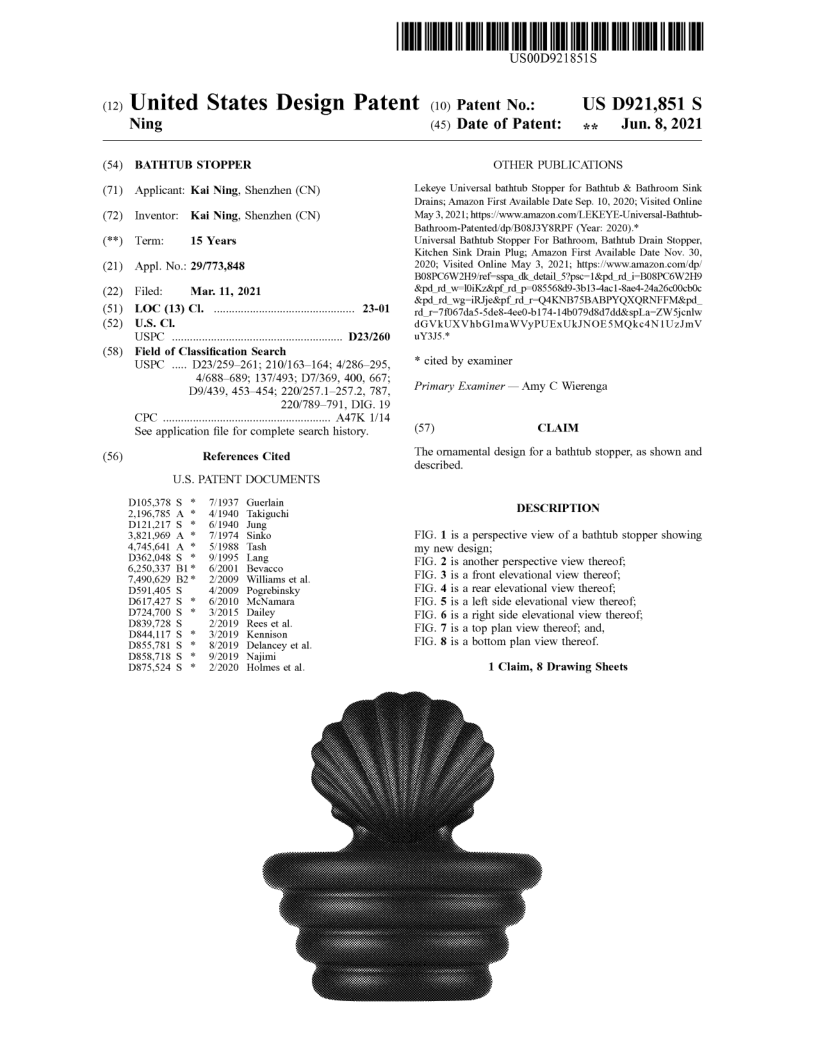 US00D921851S
(12) United States Design Patent
Ning
(10) Patent No.: US D921,851 S
(45) Date of Patent: ** Jun. 8, 2021
(54) BATHTUB STOPPER
(71) Applicant: Kai Ning, Shenzhen (CN)
(72) Inventor: Kai Ning, Shenzhen (CN)
(**) Term: 15 Years
(21) Appl. No.: 29/773,848
(22) Filed: Mar. 11, 2021
(51) LOC (13) Cl. ................................................ 23-01
(52) U.S. Cl.
USPC ......................................................... D23/260
(58) Field of Classification Search
USPC ..... D23/259–261; 210/163–164; 4/286–295,
4/688–689; 137/493; D7/369, 400, 667;
D9/439, 453–454; 220/257.1–257.2, 787,
220/789–791, DIG. 19
CPC ........................................................ A47K 1/14
See application file for complete search history.
(56) References Cited
U.S. PATENT DOCUMENTS
D105,378 S * 7/1937 Guerlain
2,196,785 A * 4/1940 Takiguchi
D121,217 S * 6/1940 Jung
3,821,969 A * 7/1974 Sinko
4,745,641 A * 5/1988 Tash
D362,048 S * 9/1995 Lang
6,250,337 B1 * 6/2001 Bevacco
7,490,629 B2 * 2/2009 Williams et al.
D591,405 S 4/2009 Pogrebinsky
D617,427 S * 6/2010 McNamara
D724,700 S * 3/2015 Dailey
D839,728 S 2/2019 Rees et al.
D844,117 S * 3/2019 Kennison
D855,781 S * 8/2019 Delancey et al.
D858,718 S * 9/2019 Najimi
D875,524 S * 2/2020 Holmes et al.
OTHER PUBLICATIONS
Lekeye Universal bathtub Stopper for Bathtub & Bathroom Sink
Drains; Amazon First Available Date Sep. 10, 2020; Visited Online
May 3, 2021; https://www.amazon.com/LEKEYE-Universal-Bathtub-
Bathroom-Patented/dp/B08J3Y8RPF (Year: 2020).*
Universal Bathtub Stopper For Bathroom, Bathtub Drain Stopper,
Kitchen Sink Drain Plug; Amazon First Available Date Nov. 30,
2020; Visited Online May 3, 2021; https://www.amazon.com/dp/
B08PC6W2H9/ref=sspa_dk_detail_5?psc=1&pd_rd_i=B08PC6W2H9
&pd_rd_w=l0iKz&pf_rd_p=085568d9-3b13-4ac1-8ae4-24a26c00cb0c
&pd_rd_wg=iRJje&pf_rd_r=Q4KNB75BABPYQXQRNFFM&pd_
rd_r=7f067da5-5de8-4ee0-b174-14b079d8d7dd&spLa=ZW5jcnlw
dGVkUXVhbGlmaWVyPUExUkJNOE5MQkc4N1UzJmV
uY3J5.*
* cited by examiner
Primary Examiner — Amy C Wierenga
(57) CLAIM
The ornamental design for a bathtub stopper, as shown and
described.
DESCRIPTION
FIG. 1 is a perspective view of a bathtub stopper showing
my new design;
FIG. 2 is another perspective view thereof;
FIG. 3 is a front elevational view thereof;
FIG. 4 is a rear elevational view thereof;
FIG. 5 is a left side elevational view thereof;
FIG. 6 is a right side elevational view thereof;
FIG. 7 is a top plan view thereof; and,
FIG. 8 is a bottom plan view thereof.
1 Claim, 8 Drawing Sheets